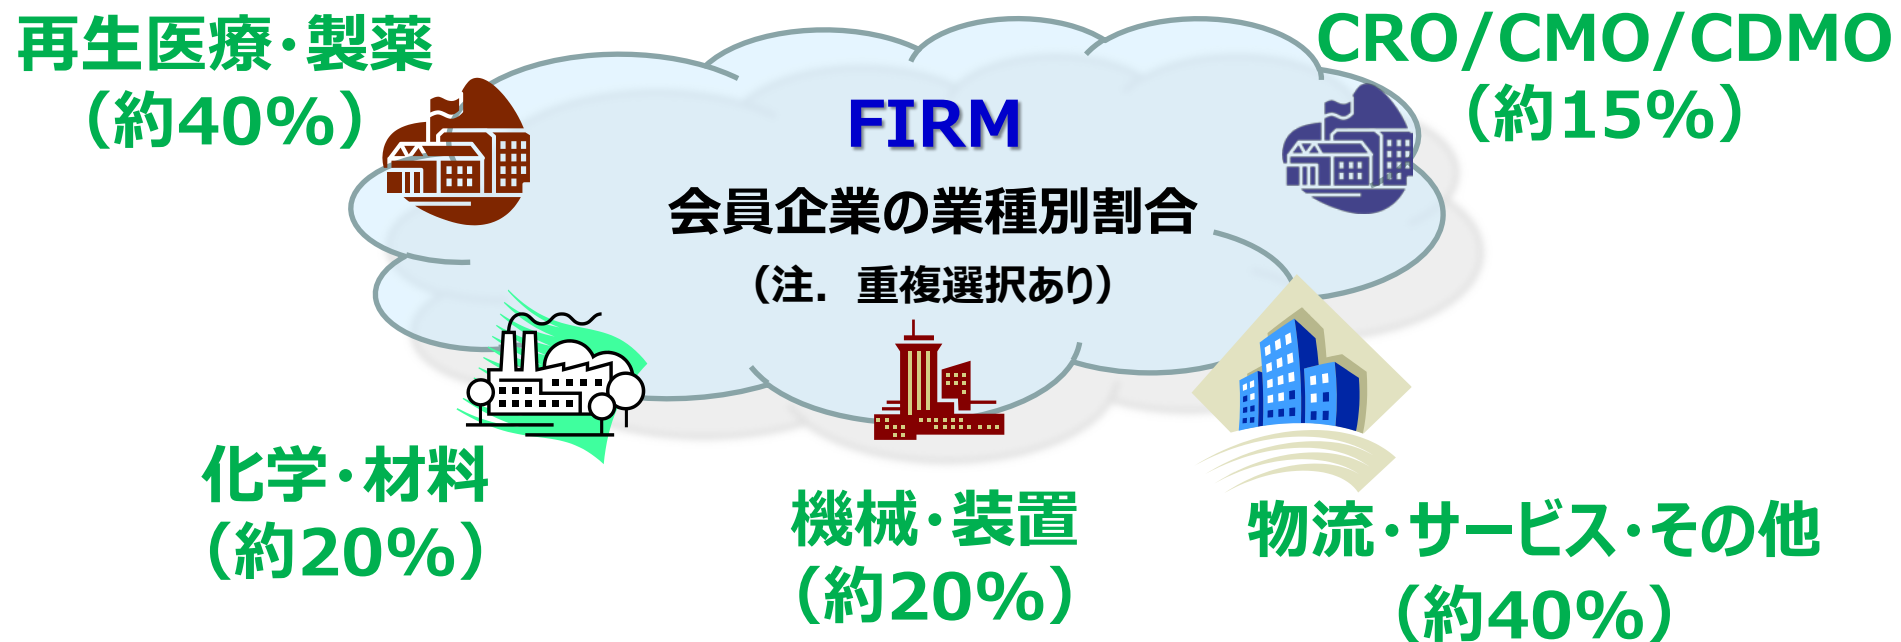 再生医療・製薬
（約40%）
CRO/CMO/CDMO
（約15%）
FIRM
会員企業の業種別割合
（注．重複選択あり）
化学・材料
（約20%）
機械・装置
（約20%）
物流・サービス・その他
（約40%）